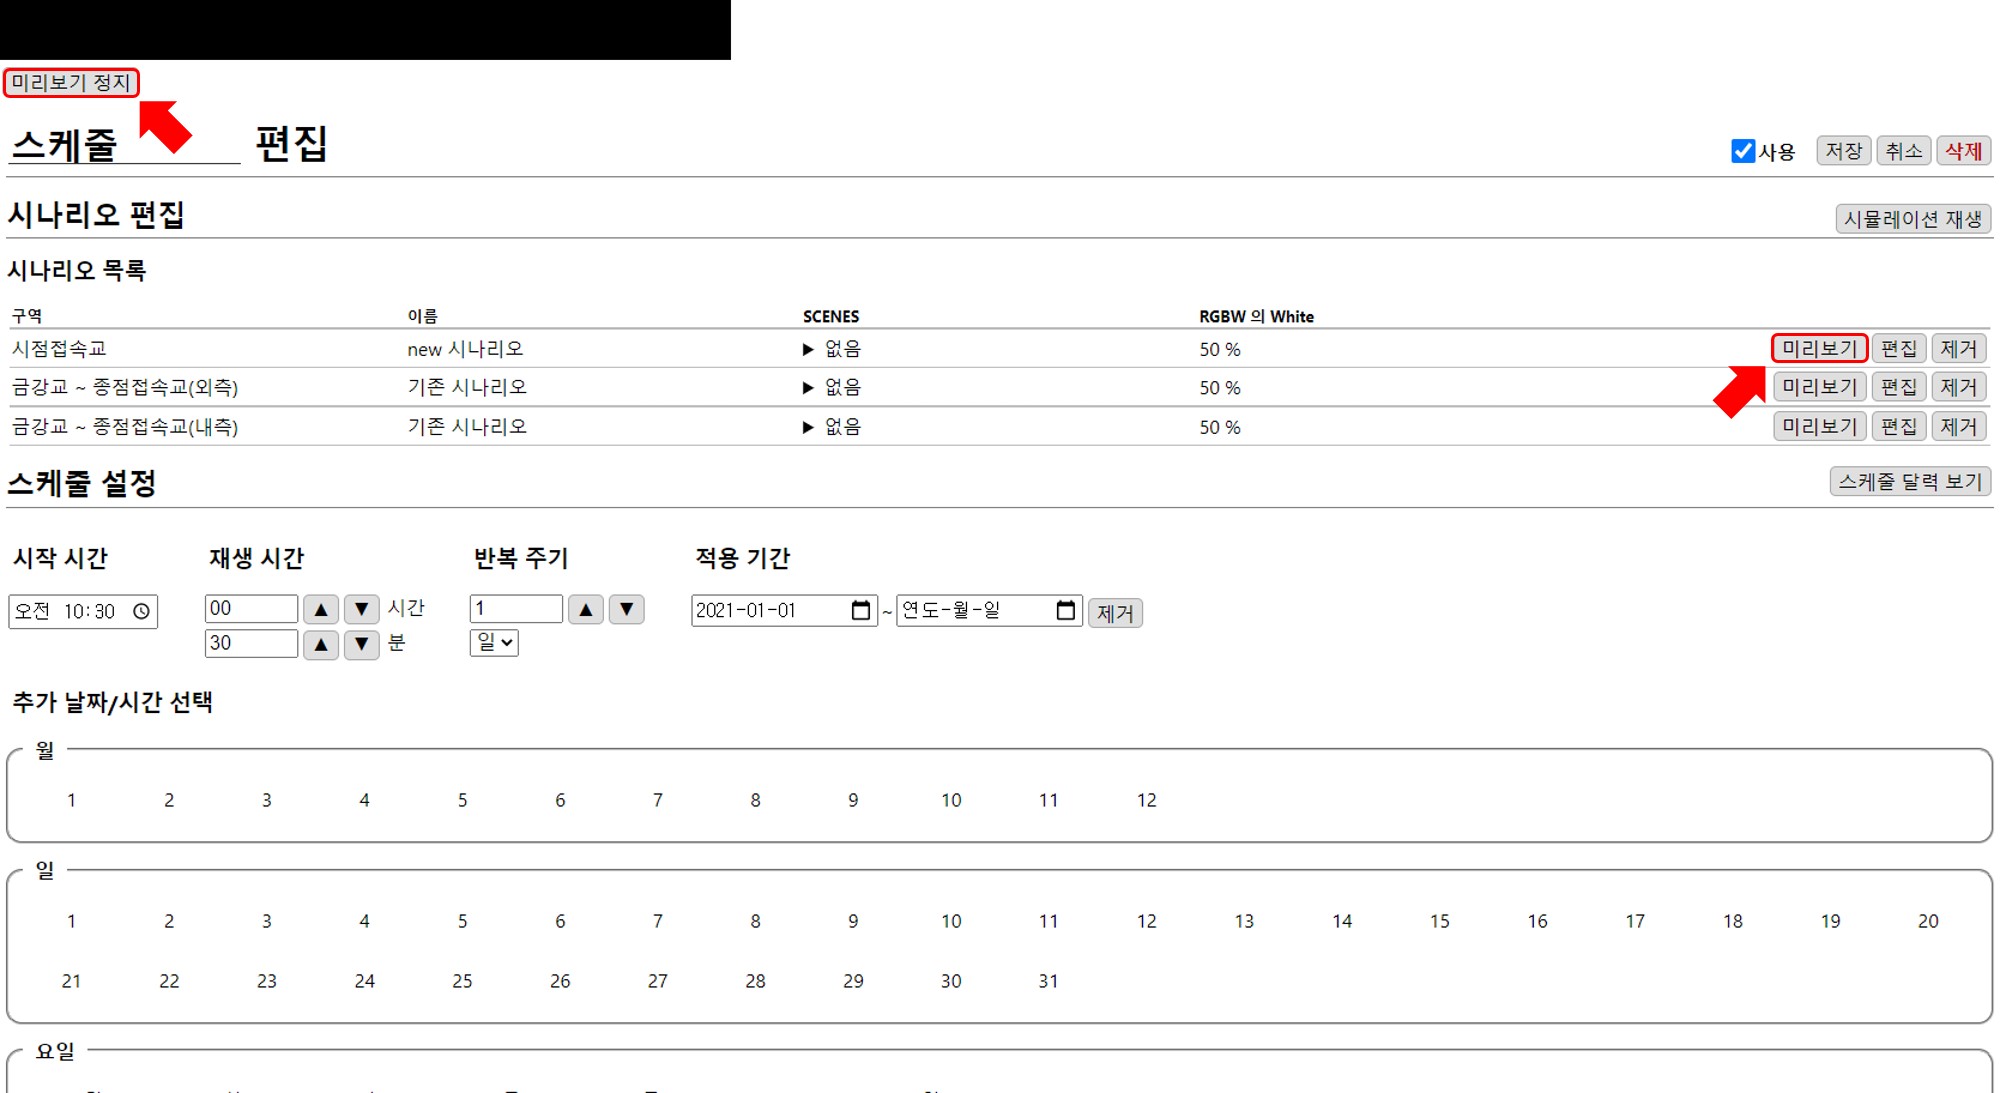 미리보기 정지
스케줄 편집
사용 저장 취소 삭제
시나리오 편집
시뮬레이션 재생
시나리오 목록
구역 이름 SCENES RGBW 의 White
시점접속교 new 시나리오 ▶ 없음 50 % 미리보기 편집 제거
금강교 ~ 종점접속교(외측) 기존 시나리오 ▶ 없음 50 % 미리보기 편집 제거
금강교 ~ 종점접속교(내측) 기존 시나리오 ▶ 없음 50 % 미리보기 편집 제거
스케줄 설정
스케줄 달력 보기
시작 시간 재생 시간 반복 주기 적용 기간
오전 10:30 00 ▲ ▼ 시간 1 ▲ ▼ 2021-01-01 ~ 연도-월-일 제거
30 ▲ ▼ 분 일
추가 날짜/시간 선택
월
1 2 3 4 5 6 7 8 9 10 11 12
일
1 2 3 4 5 6 7 8 9 10 11 12 13 14 15 16 17 18 19 20
21 22 23 24 25 26 27 28 29 30 31
요일